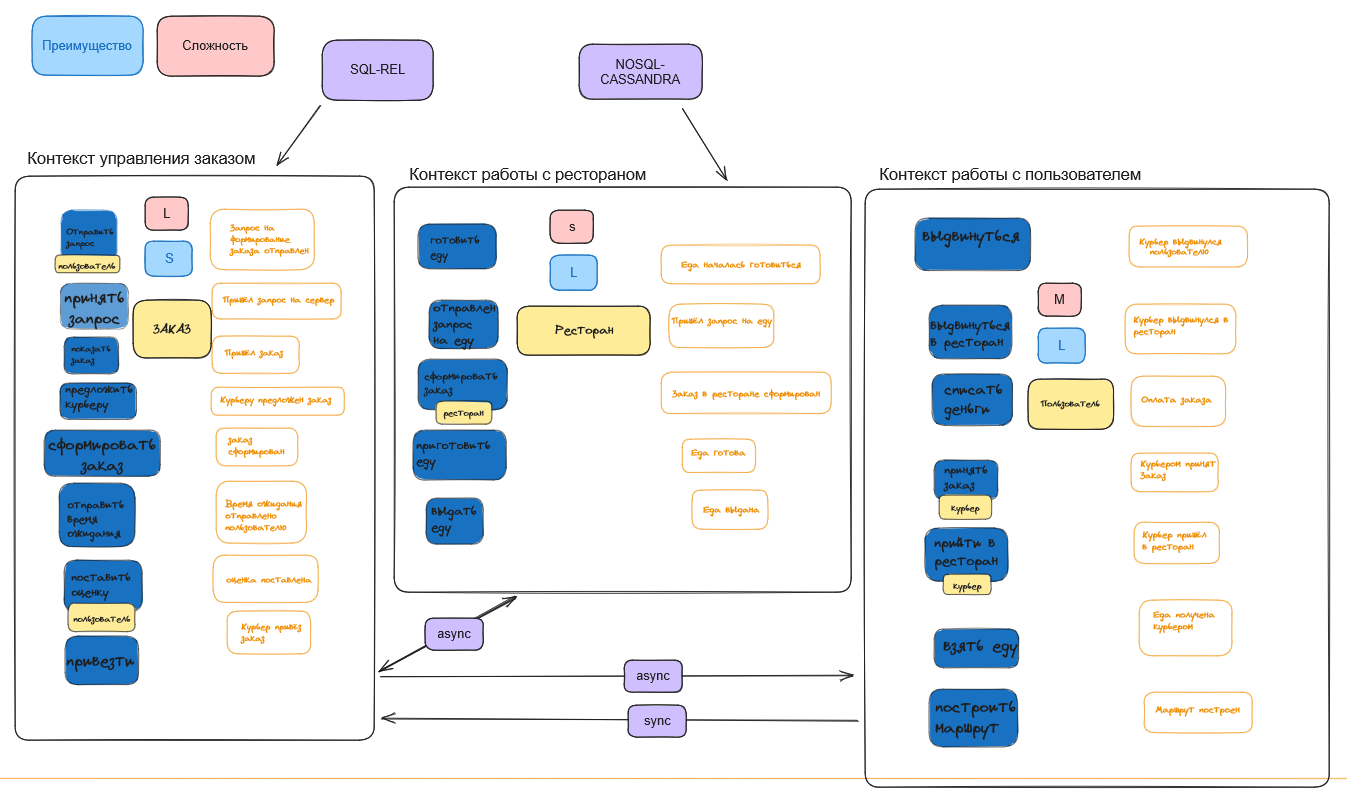 Преимущество
Сложность
SQL-REL
NOSQL-
CASSANDRA
Контекст управления заказом
L
S
Отправить
запрос
пользователь
Запрос на
формирование
заказа отправлен
принять
запрос
Пришёл запрос на сервер
ЗАКАЗ
показать
заказ
Пришёл заказ
предложить
курьеру
Курьеру предложен заказ
сформировать
заказ
заказ
сформирован
отправить
время
ожидания
Время ожидания
отправлено
пользователю
поставить
оценку
пользователь
оценка поставлена
Курьер привёз
заказ
привезти
Контекст работы с рестораном
s
L
готовить
еду
Еда началась готовиться
отправлен
запрос
на еду
Ресторан
Пришёл запрос на еду
сформировать
заказ
ресторан
Заказ в ресторане сформирован
приготовить
еду
Еда готова
выдать
еду
Еда выдана
Контекст работы с пользователем
выдвинуться
Курьер выдвинулся
пользователю
M
L
выдвинуться
в ресторан
Курьер выдвинулся в
ресторан
списать
деньги
Пользователь
Оплата заказа
принять
заказ
курьер
Курьером принят
Заказ
прийти в
ресторан
курьер
Курьер пришёл
в ресторан
взять еду
Еда получена
курьером
построить
маршрут
Маршрут построен
async
async
sync